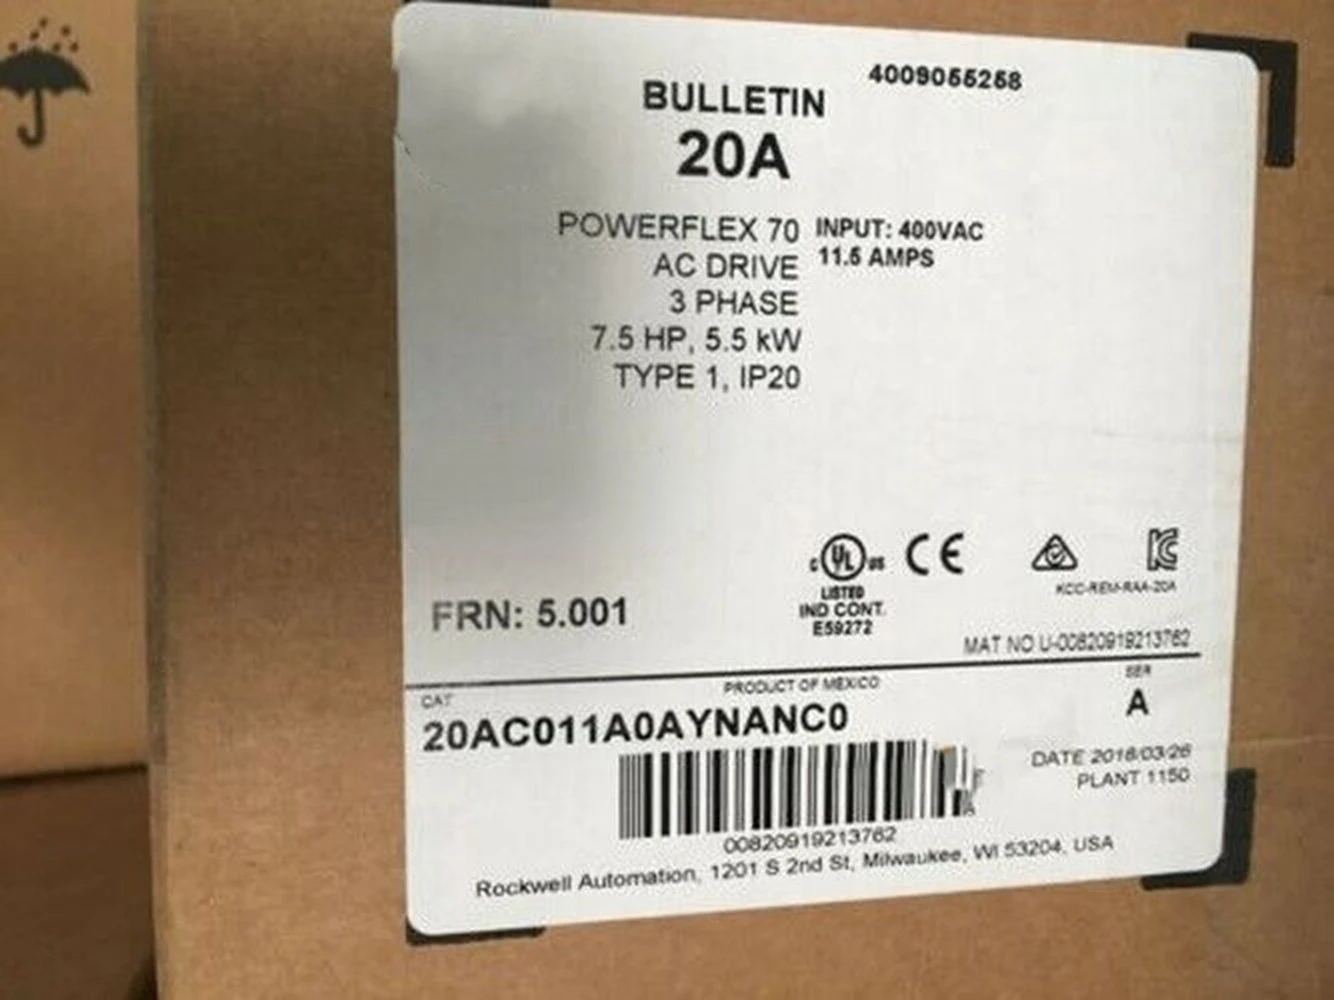 4009055258
BULLETIN
20A
POWERFLEX 70
AC DRIVE
3 PHASE
7.5 HP, 5.5 kW
TYPE 1, IP20
INPUT: 400VAC
11.5 AMPS
FRN: 5.001
C UL US
LISTED
IND CONT.
E59272
CE
KCC-REM-RAA-20A
MAT NO U-00820919213762
CAT
PRODUCT OF MEXICO
SER
20AC011A0AYNANC0
A
DATE 2018/03/26
PLANT 1150
00820919213762
Rockwell Automation, 1201 S 2nd St, Milwaukee, WI 53204, USA